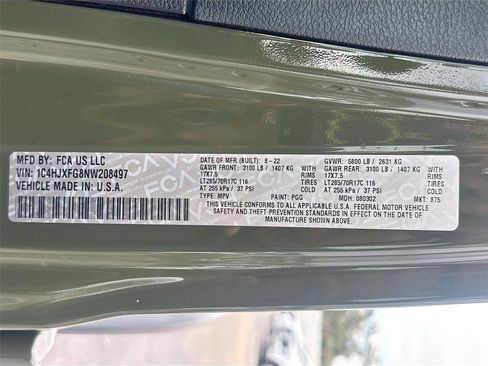 MFD BY: FCA US LLC
VIN: 1C4HJXFG8NW208497
VEHICLE MADE IN: U.S.A.
DATE OF MFR (BUILT): 8-22
GVWR: 5800 LB / 2631 KG
GAWR FRONT: 3100 LB / 1407 KG
WITH
17X7.5
RIMS
LT285/70R17C 116
TIRES
AT 255 kPa / 37 PSI
COLD
GAWR REAR: 3100 LB / 1407 KG
WITH
17X7.5
RIMS
LT285/70R17C 116
TIRES
AT 255 kPa / 37 PSI
COLD
TYPE: MPV
PAINT: PGG
MDH: 080302
MKT: 875
THIS VEHICLE CONFORMS TO ALL APPLICABLE U.S.A. FEDERAL MOTOR VEHICLE
SAFETY AND THEFT PREVENTION STANDARDS IN EFFECT ON THE DATE OF
MANUFACTURE SHOWN ABOVE.